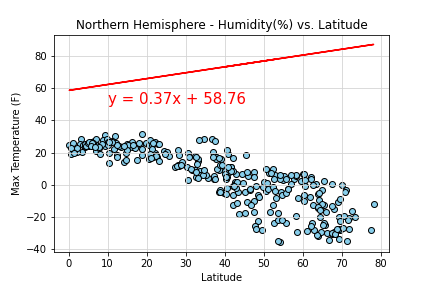 Northern Hemisphere - Humidity(%) vs. Latitude
80
60
y = 0.37x + 58.76
40
20
0
−20
−40
Max Temperature (F)
0 10 20 30 40 50 60 70 80
Latitude